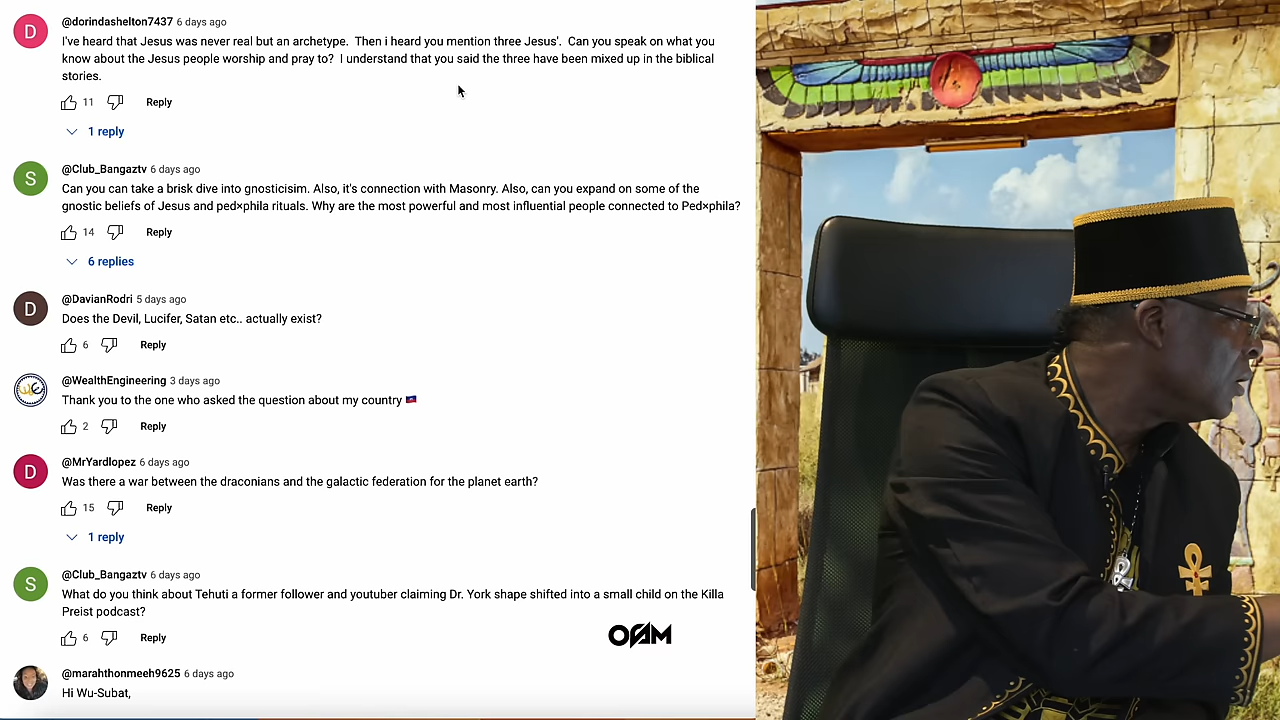 @dorindashelton7437 6 days ago
I've heard that Jesus was never real but an archetype. Then i heard you mention three Jesus'. Can you speak on what you
know about the Jesus people worship and pray to? I understand that you said the three have been mixed up in the biblical
stories.
11 Reply
1 reply
@Club_Bangaztv 6 days ago
Can you can take a brisk dive into gnosticisim. Also, it's connection with Masonry. Also, can you expand on some of the
gnostic beliefs of Jesus and ped×phila rituals. Why are the most powerful and most influential people connected to Ped×phila?
14 Reply
6 replies
@DavianRodri 5 days ago
Does the Devil, Lucifer, Satan etc.. actually exist?
6 Reply
@WealthEngineering 3 days ago
Thank you to the one who asked the question about my country 🇭🇹
2 Reply
@MrYardlopez 6 days ago
Was there a war between the draconians and the galactic federation for the planet earth?
15 Reply
1 reply
@Club_Bangaztv 6 days ago
What do you think about Tehuti a former follower and youtuber claiming Dr. York shape shifted into a small child on the Killa
Preist podcast?
6 Reply
@marahthonmeeh9625 6 days ago
Hi Wu-Subat,
D
S
D
D
S